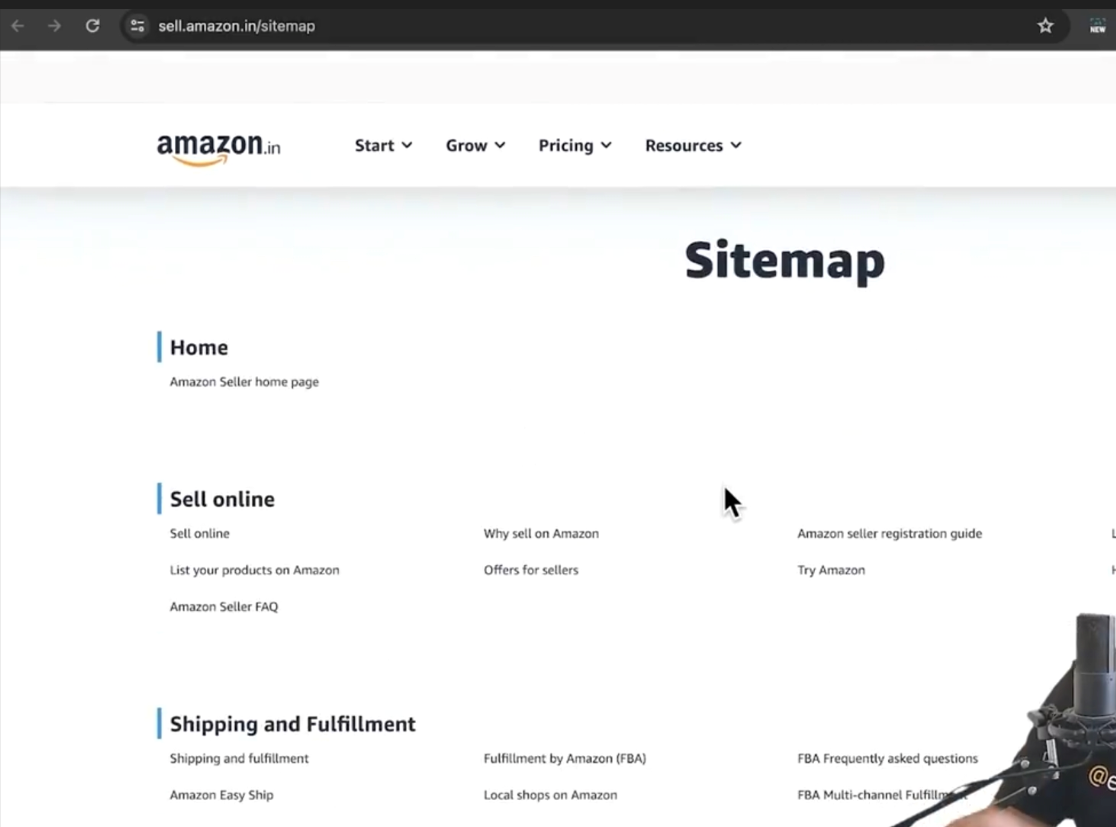 sell.amazon.in/sitemap
NEW
amazon.in Start Grow Pricing Resources
Sitemap
Home
Amazon Seller home page
Sell online
Sell online Why sell on Amazon Amazon seller registration guide
List your products on Amazon Offers for sellers Try Amazon
Amazon Seller FAQ
Shipping and Fulfillment
Shipping and fulfillment Fulfillment by Amazon (FBA) FBA Frequently asked questions
Amazon Easy Ship Local shops on Amazon FBA Multi-channel